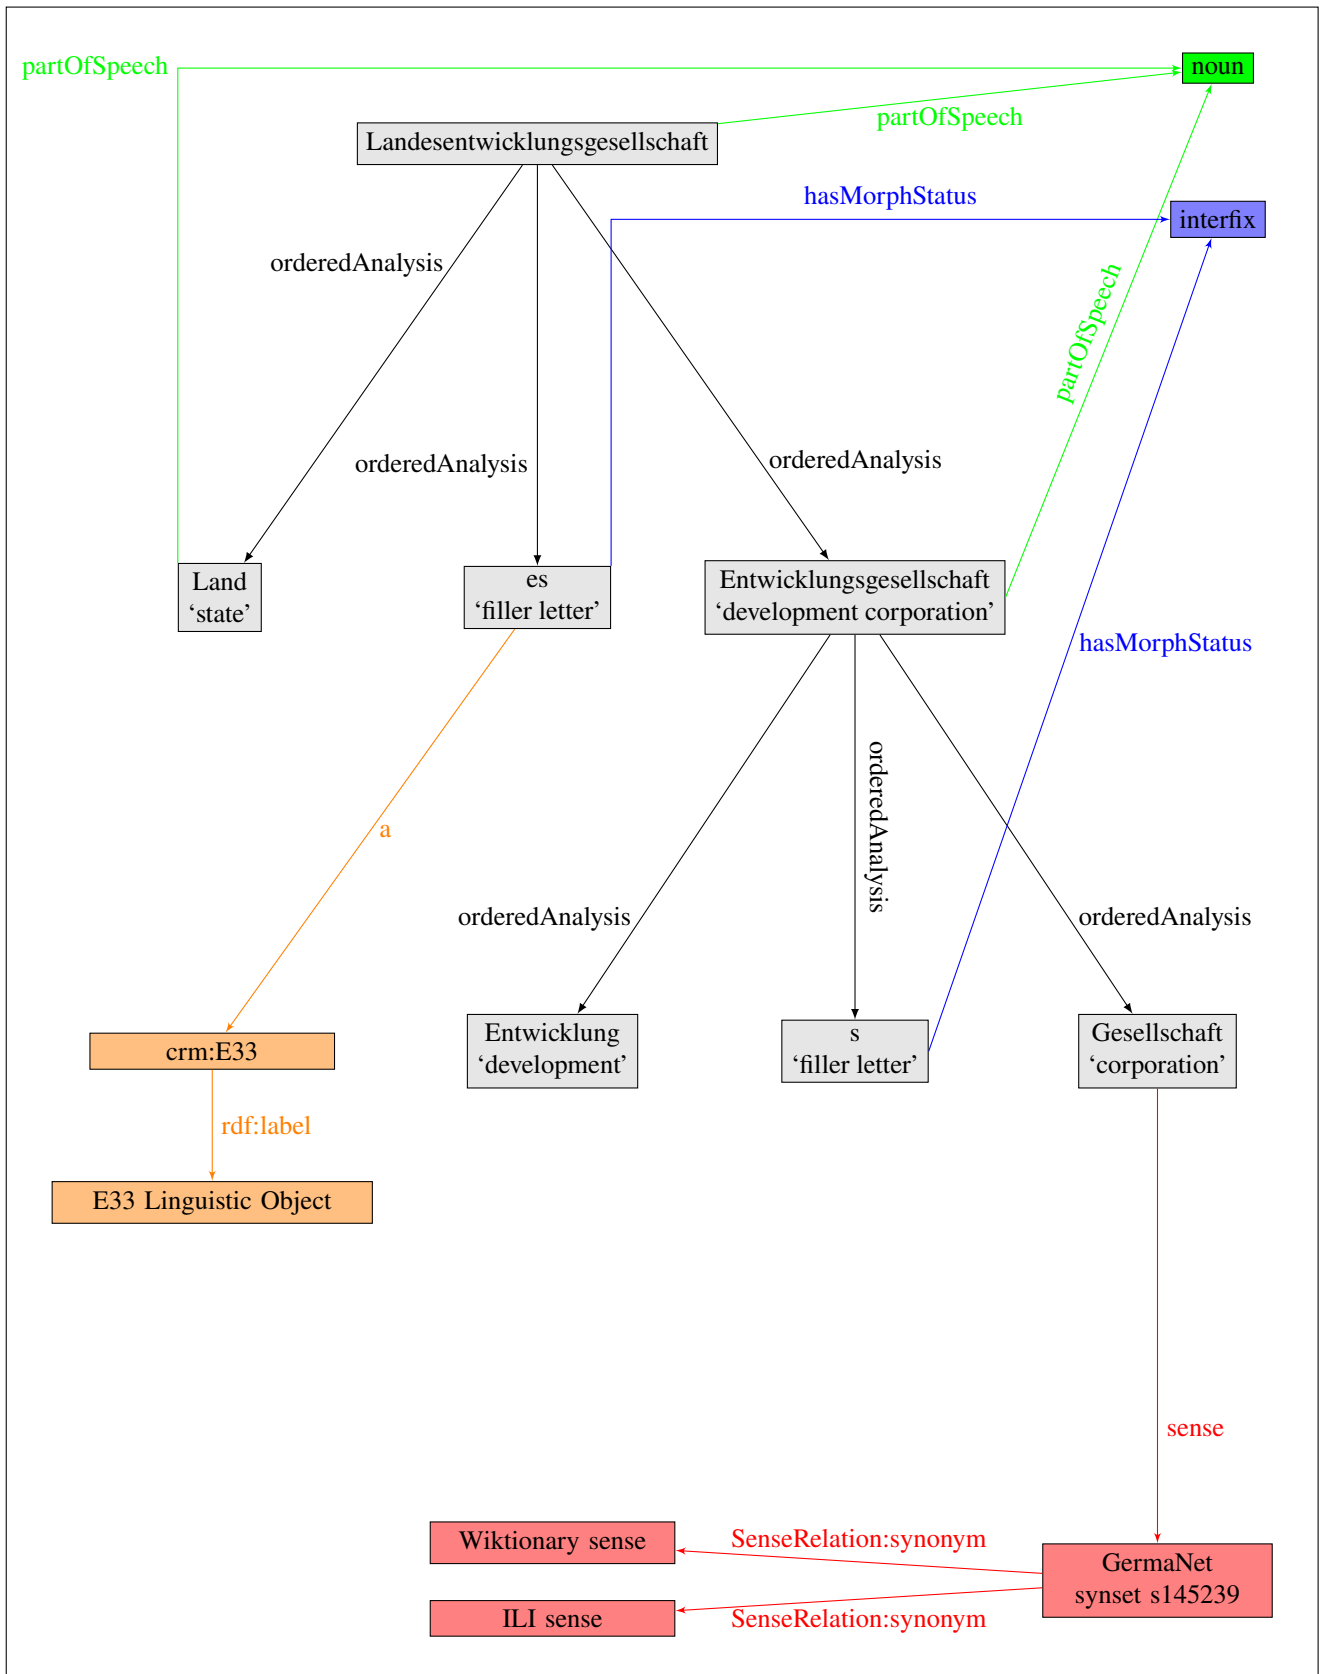 partOfSpeech
noun
partOfSpeech
Landesentwicklungsgesellschaft
hasMorphStatus
interfix
orderedAnalysis
partOfSpeech
orderedAnalysis
orderedAnalysis
Land
‘state’
es
‘filler letter’
Entwicklungsgesellschaft
‘development corporation’
hasMorphStatus
orderedAnalysis
a
orderedAnalysis
orderedAnalysis
crm:E33
Entwicklung
‘development’
s
‘filler letter’
Gesellschaft
‘corporation’
rdf:label
E33 Linguistic Object
sense
Wiktionary sense
SenseRelation:synonym
GermaNet
synset s145239
ILI sense
SenseRelation:synonym